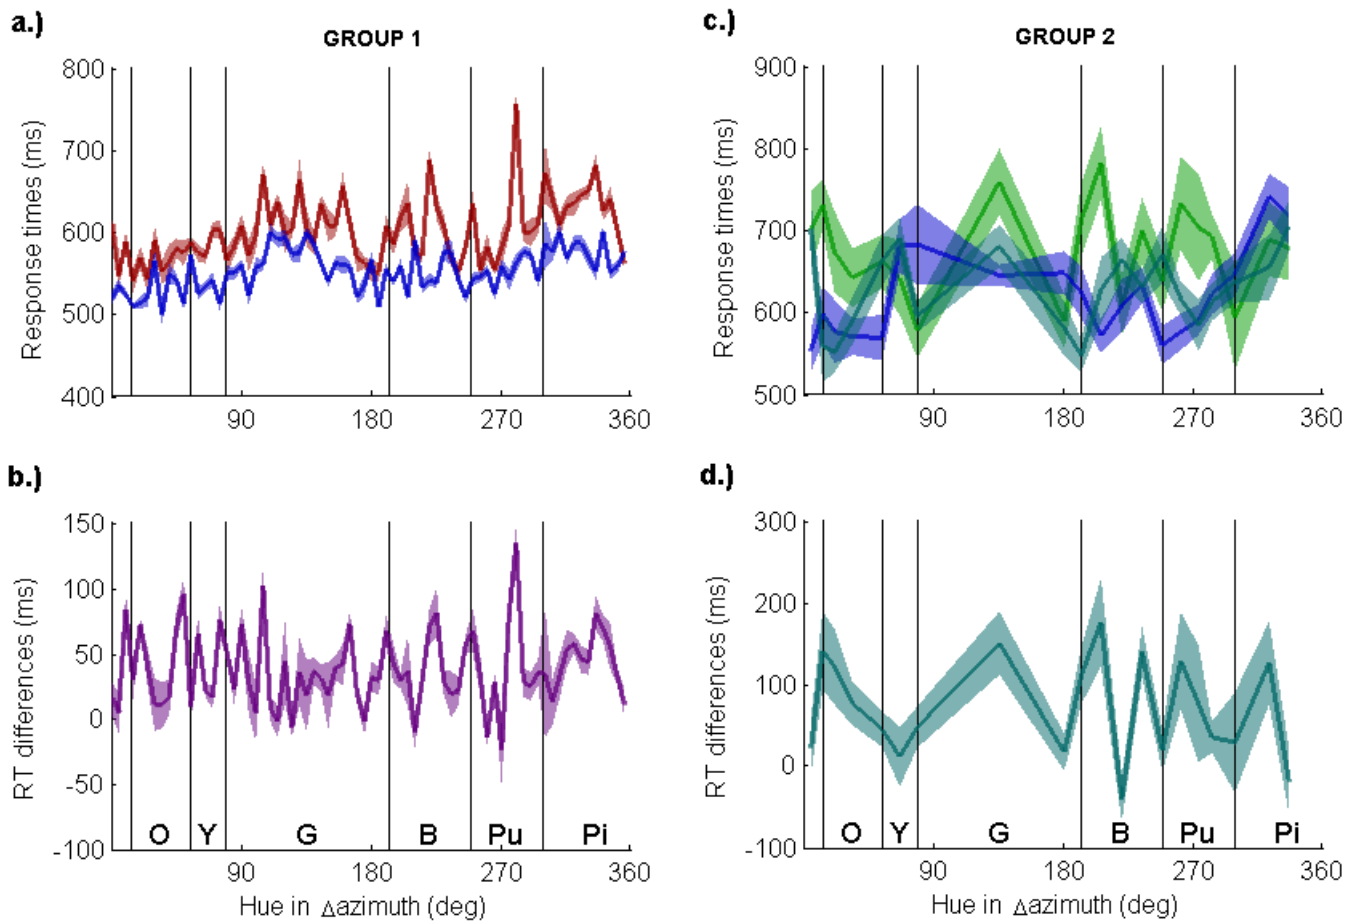 a.)
GROUP 1
800
700
600
500
400
Response times (ms)
90
180
270
360
b.)
150
100
50
0
-50
-100
RT differences (ms)
O
Y
G
B
Pu
Pi
90
180
270
360
Hue in Δazimuth (deg)
c.)
GROUP 2
900
800
700
600
500
Response times (ms)
90
180
270
360
d.)
300
200
100
0
-100
RT differences (ms)
O
Y
G
B
Pu
Pi
90
180
270
360
Hue in Δazimuth (deg)